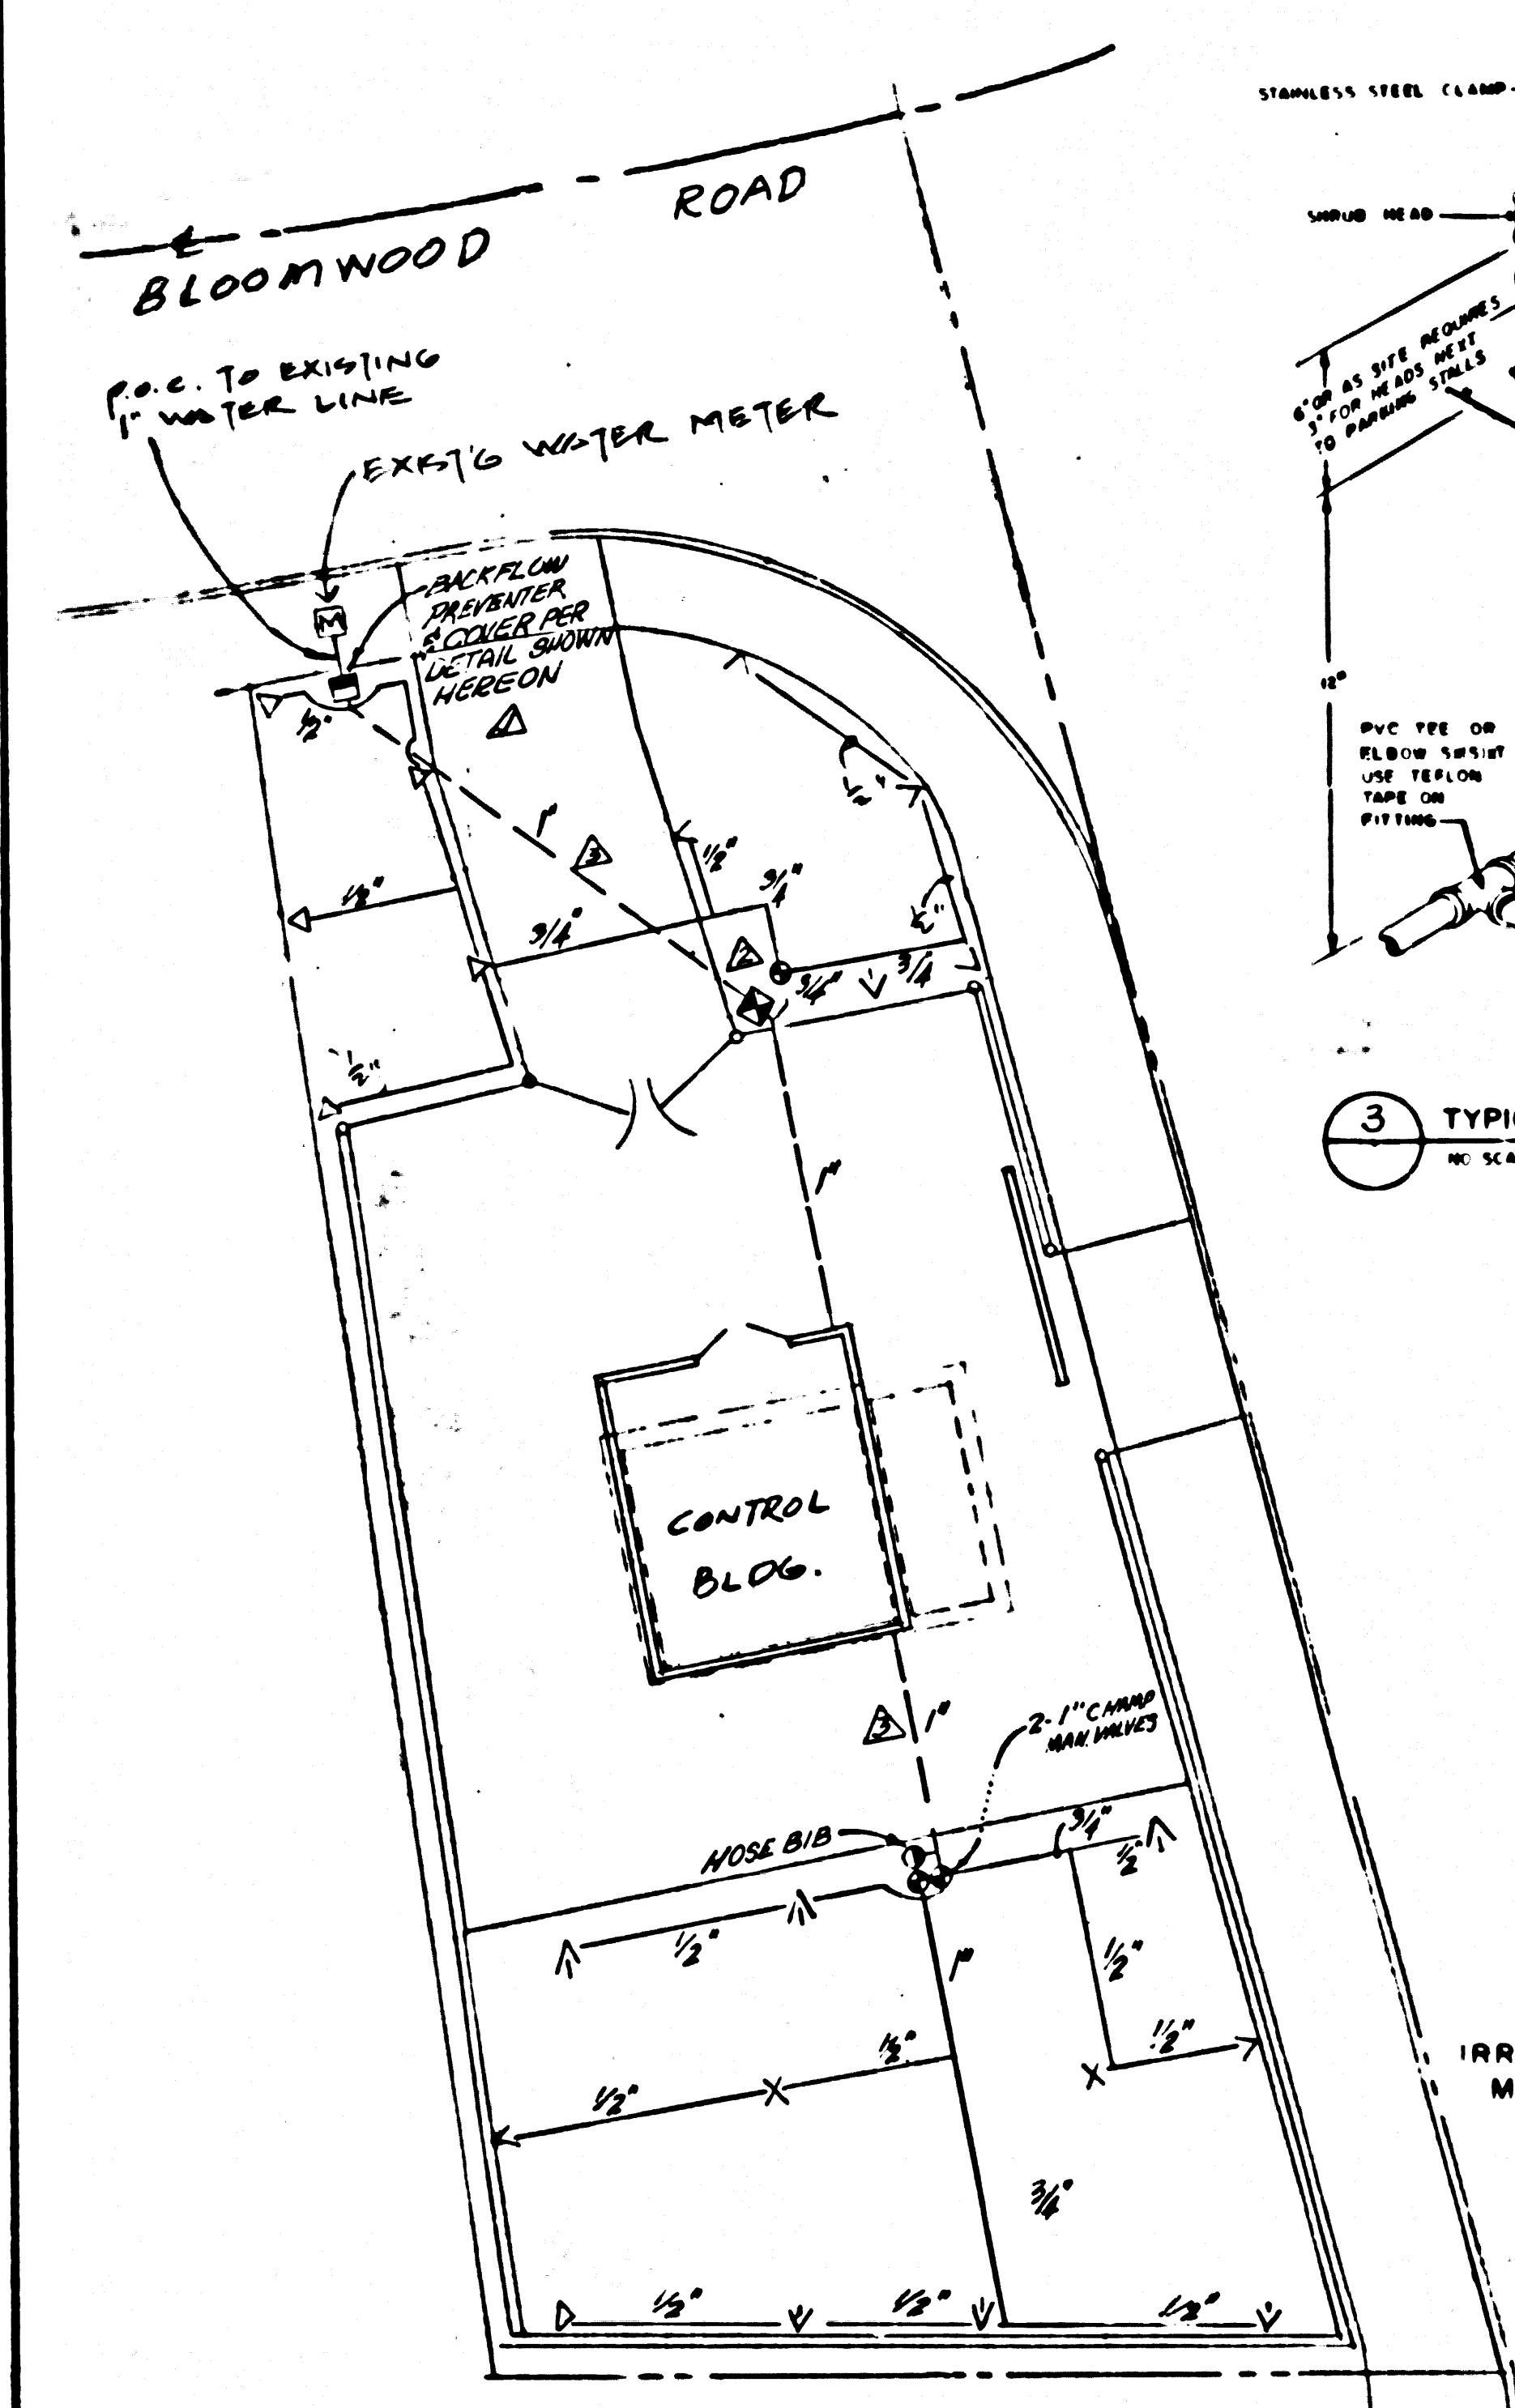 STAINLESS STEEL CLAMP
ROAD
BLOOMWOOD
SHRUB HEAD
P.O.C. TO EXISTING
1" WATER LINE
6" OR AS SITE REQUIRES
3" FOR HEADS NEXT
TO PARKING STALLS
EXIST'G WATER METER
BACKFLOW
PREVENTER
& COVER PER
DETAIL SHOWN
HEREON
M
1/2"
1
12"
PVC TEE OR
ELBOW
USE TEFLON
TAPE ON
FITTING
1/2"
1"
3
1/2"
3/4"
1/2"
3/4"
1/2"
2
3/4"
3/4
1/2"
3
TYPI
NO SCA
1"
CONTROL
BLDG.
3
1"
2-1" CHAMP
MAN. VALVES
HOSE BIB
3/4"
1/2"
1/2"
1"
1/2"
1/2"
1/2"
1/2"
IRR
M
3/4"
1/2"
1/2"
1/2"